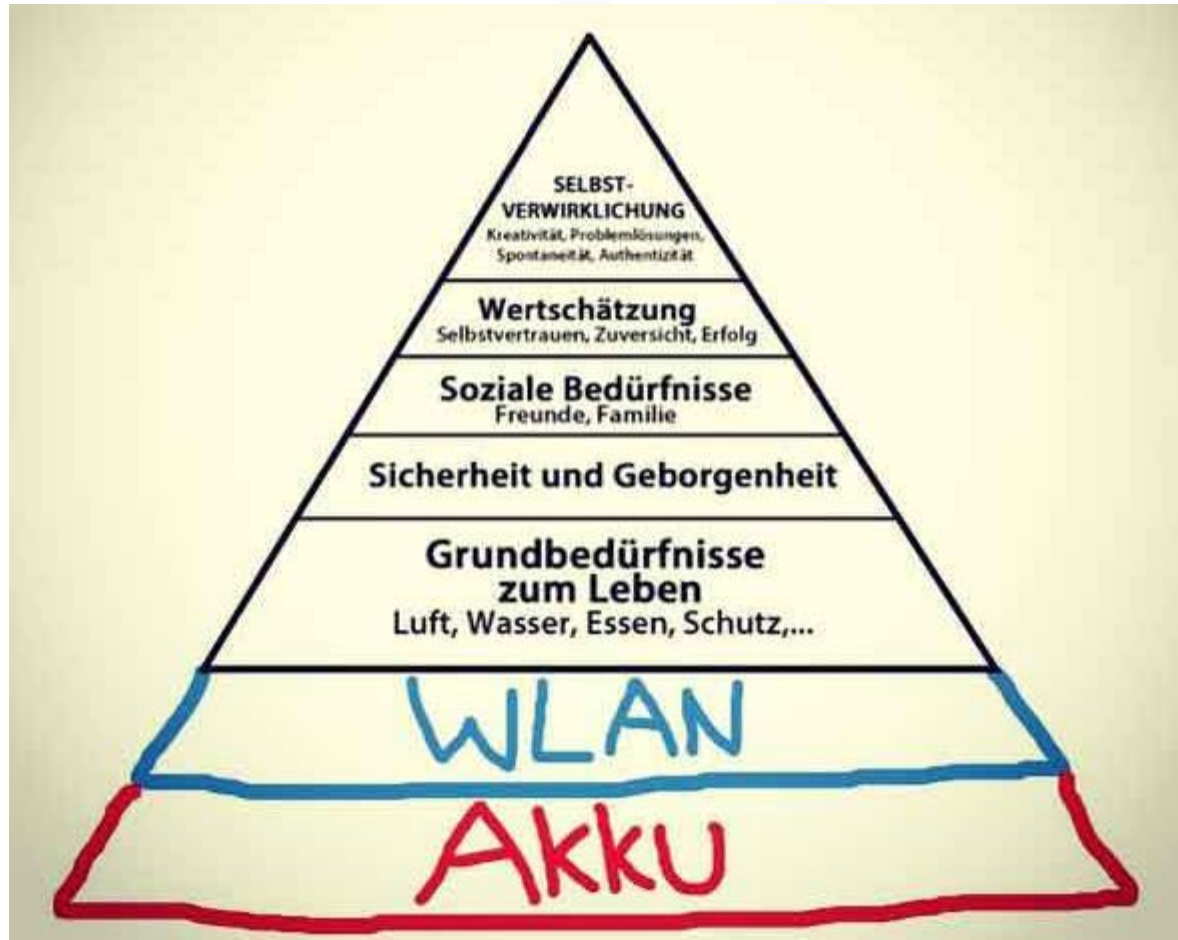 SELBST-
VERWIRKLICHUNG
Kreativität, Problemlösungen,
Spontaneität, Authentizität
Wertschätzung
Selbstvertrauen, Zuversicht, Erfolg
Soziale Bedürfnisse
Freunde, Familie
Sicherheit und Geborgenheit
Grundbedürfnisse
zum Leben
Luft, Wasser, Essen, Schutz,...
WLAN
AKKU